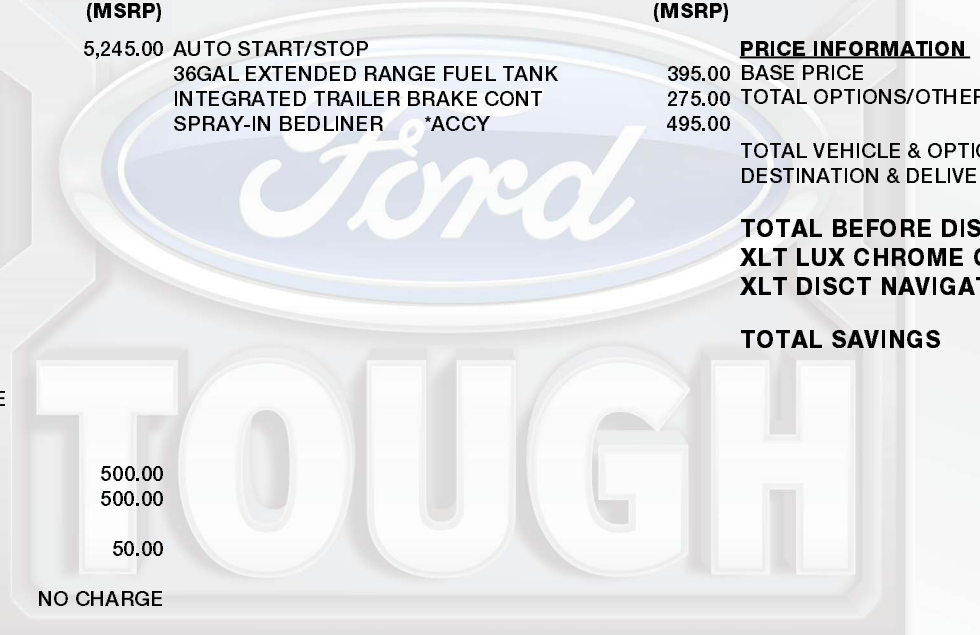 (MSRP) (MSRP)
5,245.00 AUTO START/STOP PRICE INFORMATION
36GAL EXTENDED RANGE FUEL TANK 395.00 BASE PRICE
INTEGRATED TRAILER BRAKE CONT 275.00 TOTAL OPTIONS/OTHER
SPRAY-IN BEDLINER *ACCY 495.00
TOTAL VEHICLE & OPTIO
DESTINATION & DELIVE
Ford
TOTAL BEFORE DIS
XLT LUX CHROME C
XLT DISCT NAVIGAT
TOTAL SAVINGS
E
TOUGH
500.00
500.00
50.00
NO CHARGE